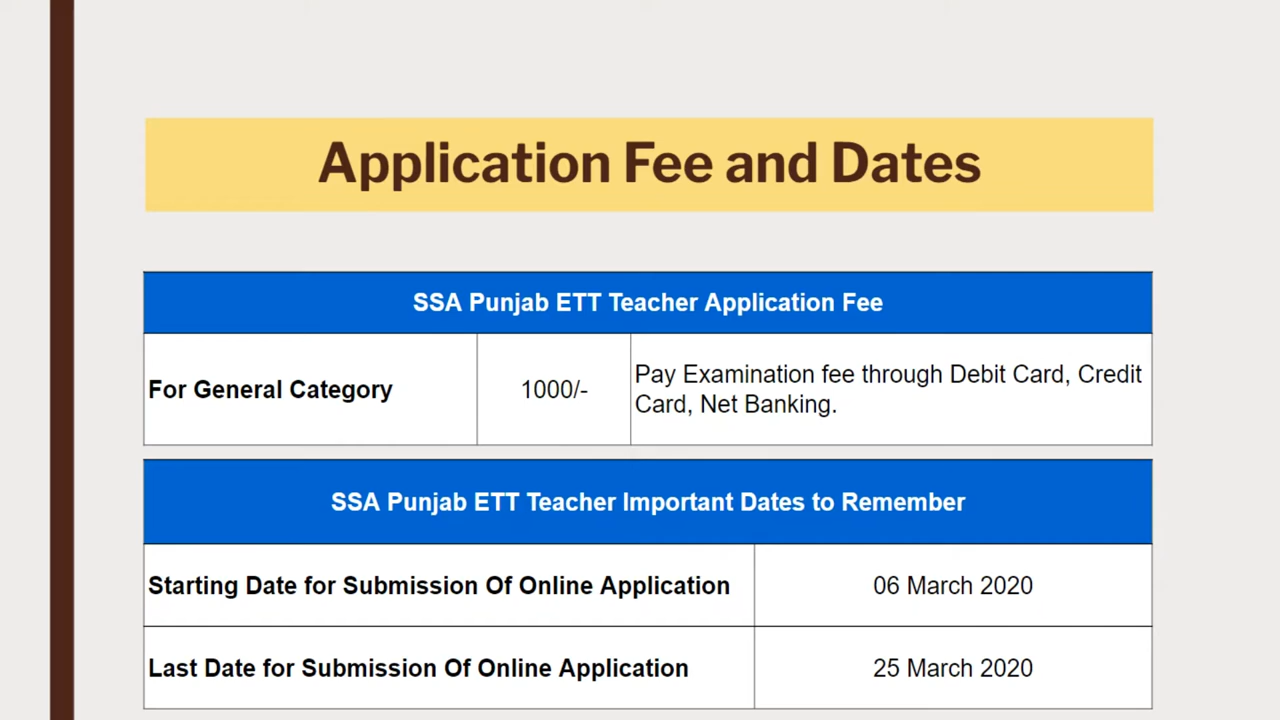 Application Fee and Dates
SSA Punjab ETT Teacher Application Fee
For General Category
1000/-
Pay Examination fee through Debit Card, Credit
Card, Net Banking.
SSA Punjab ETT Teacher Important Dates to Remember
Starting Date for Submission Of Online Application
06 March 2020
Last Date for Submission Of Online Application
25 March 2020